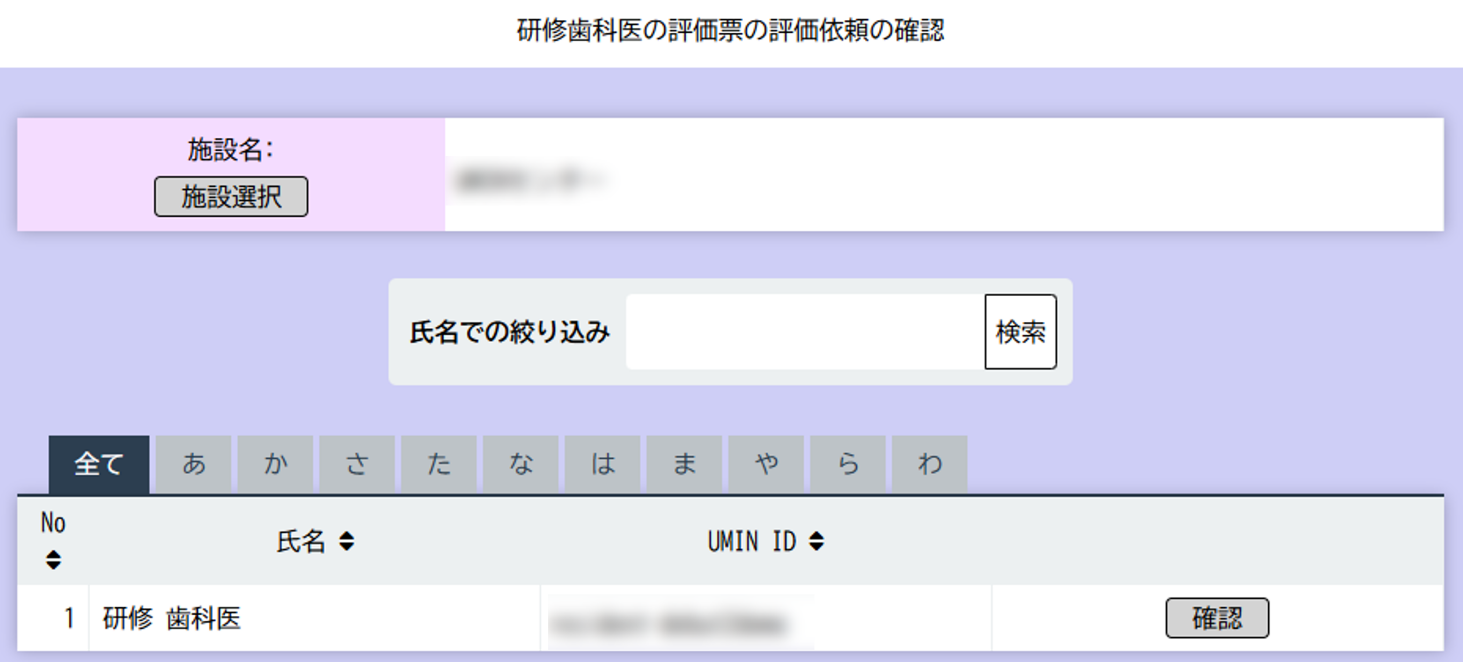 研修歯科医の評価票の評価依頼の確認
施設名:
施設選択
氏名での絞り込み
検索
全て あ か さ た な は ま や ら わ
No 氏名 UMIN ID
1 研修 歯科医 確認